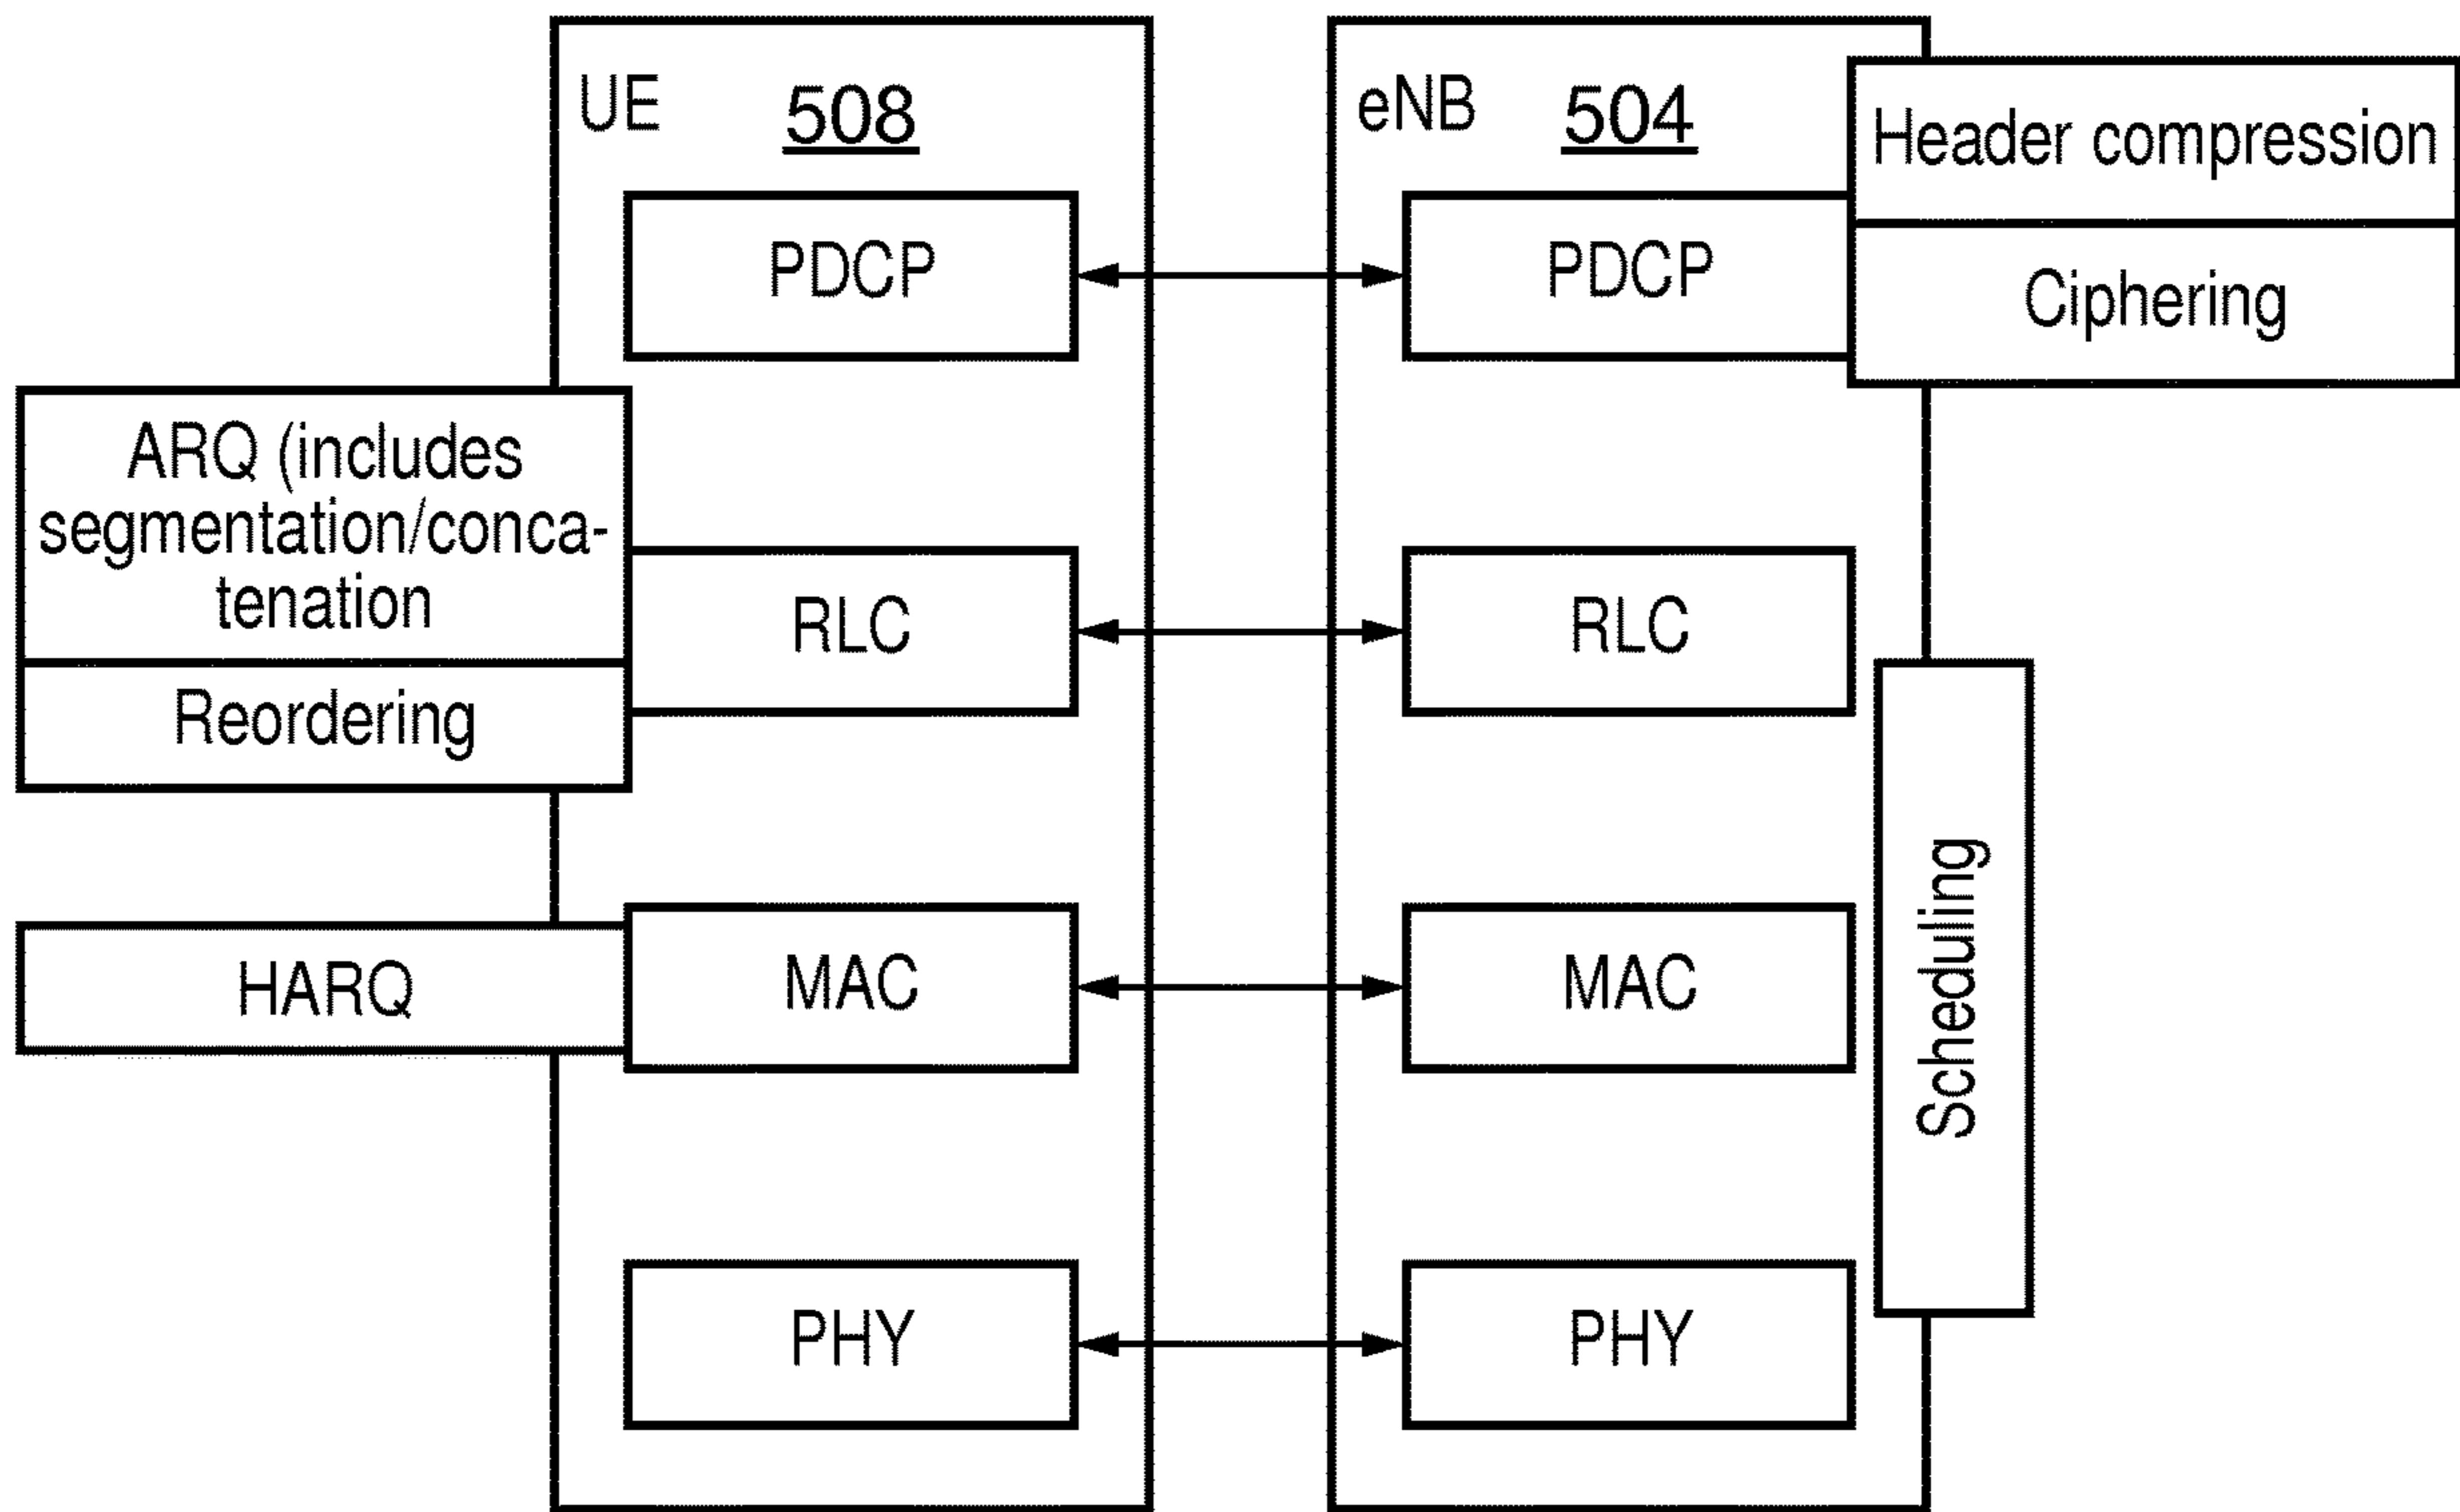 UE 508
eNB 504
Header compression
PDCP
PDCP
Ciphering
ARQ (includes
segmentation/conca-
tenation
RLC
RLC
Reordering
HARQ
MAC
MAC
Scheduling
PHY
PHY